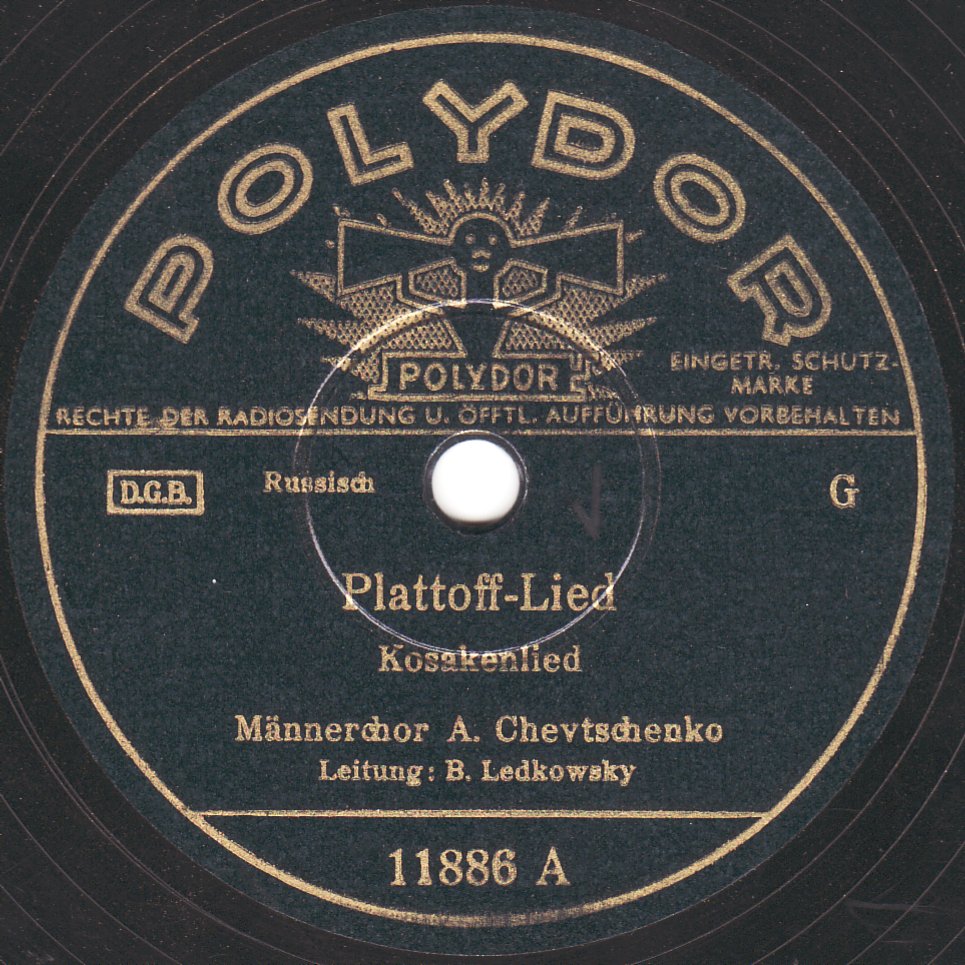 POLYDOR
POLYDOR
EINGETR. SCHUTZ-
MARKE
RECHTE DER RADIOSENDUNG U. ÖFFTL. AUFFÜHRUNG VORBEHALTEN
D.G.B. Russisch G
Plattoff-Lied
Kosakenlied
Männerchor A. Chevtschenko
Leitung: B. Ledkowsky
11886 A